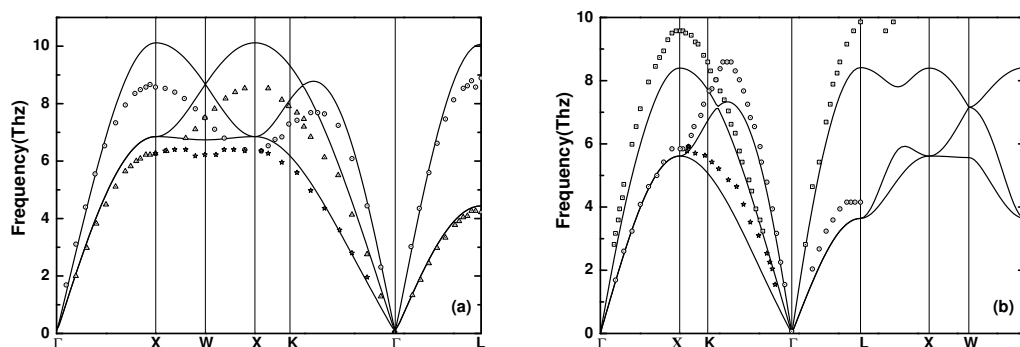 Frequency(Thz)
10
8
6
4
2
0
Γ X W X K Γ L
(a)
Frequency(Thz)
10
8
6
4
2
0
Γ X K Γ L X W
(b)